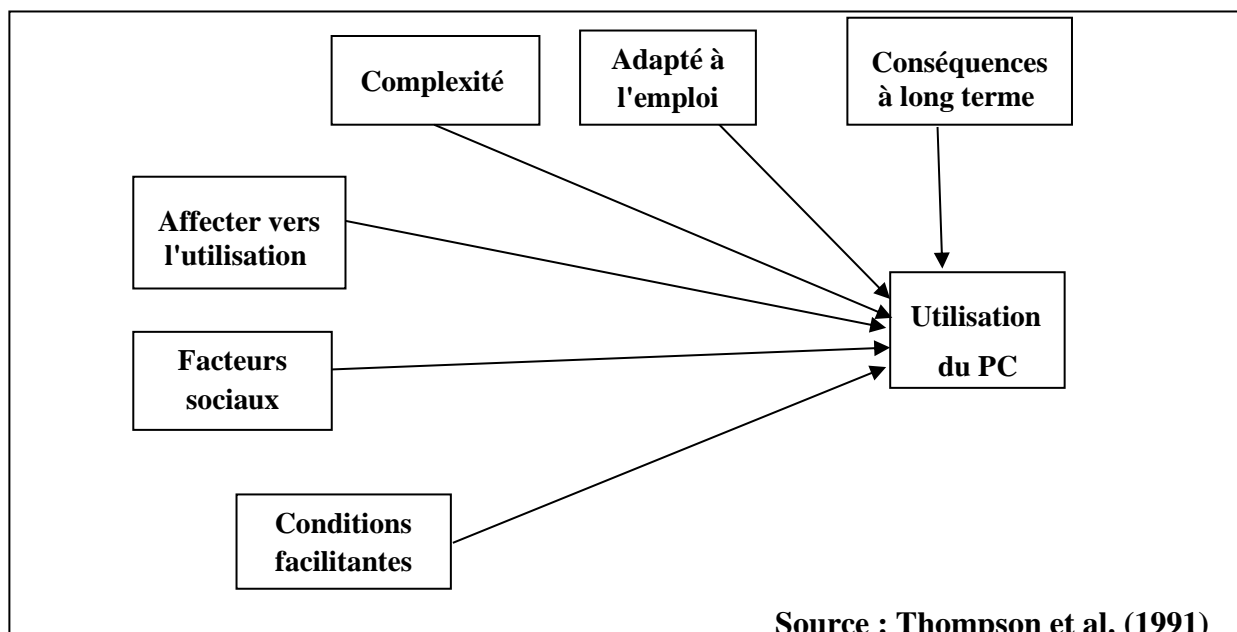 Complexité
Adapté à
l'emploi
Conséquences
à long terme
Affecter vers
l'utilisation
Utilisation
du PC
Facteurs
sociaux
Conditions
facilitantes
Source : Thompson et al. (1991)